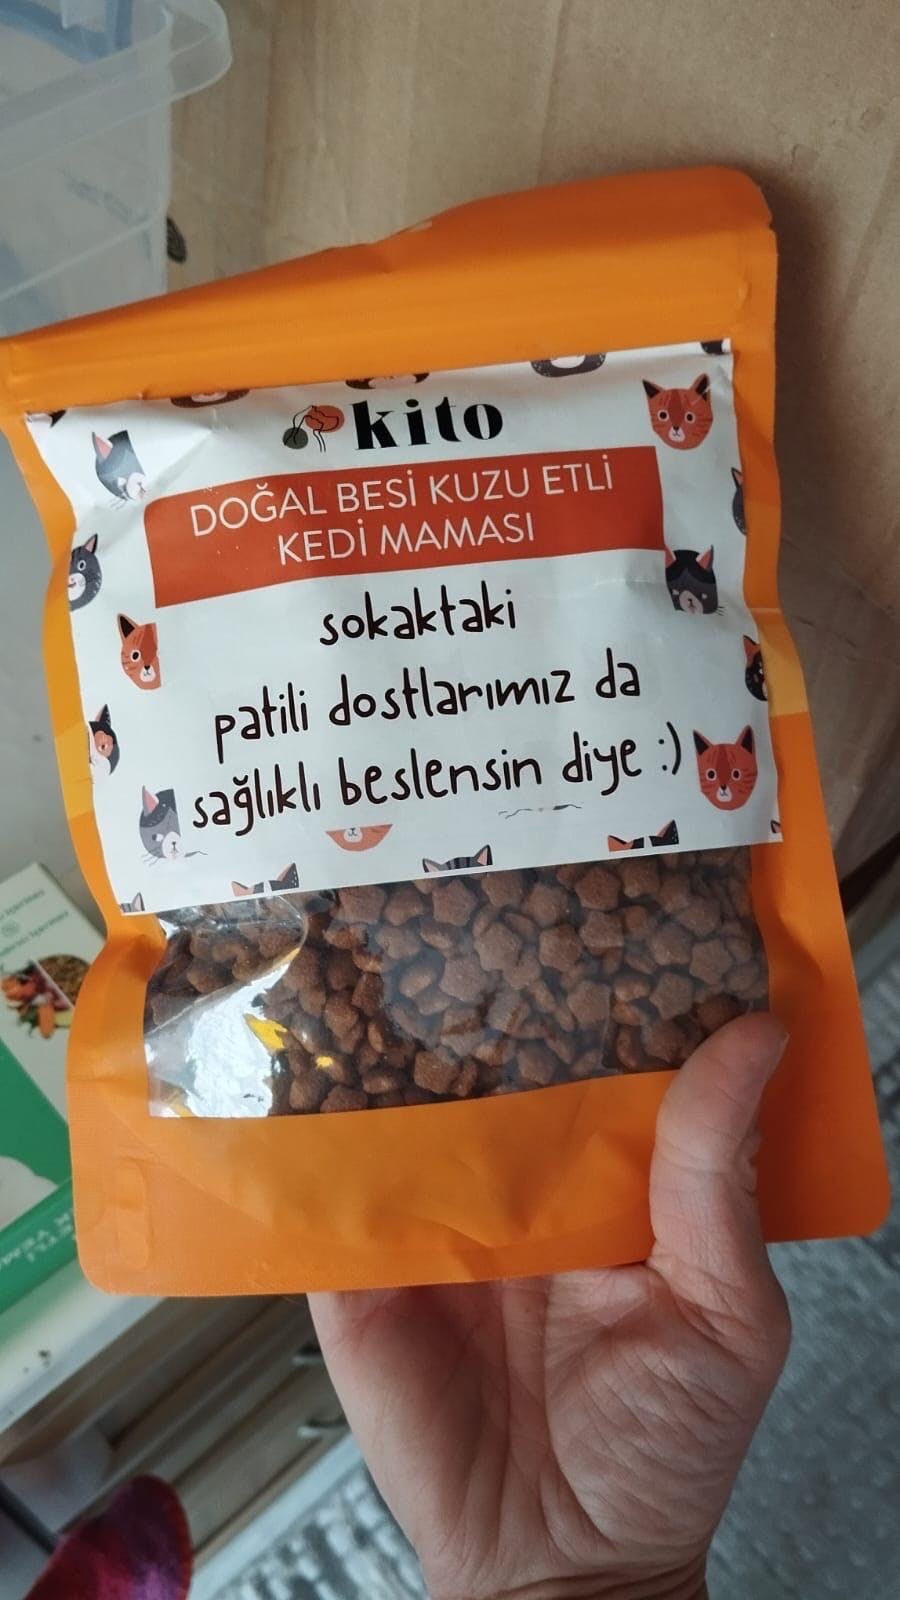 kito
DOĞAL BESİ KUZU ETLİ
KEDİ MAMASI
sokaktaki
patili dostlarımız da
sağlıklı beslensin diye :)